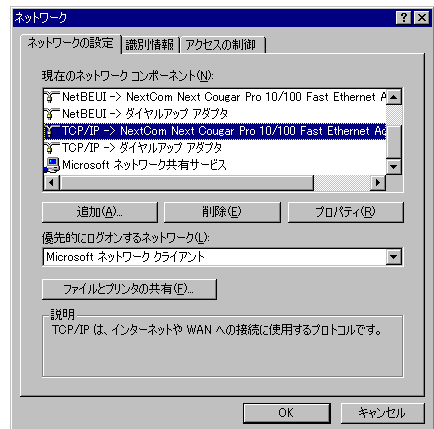 ネットワーク
ネットワークの設定 識別情報 アクセスの制御
現在のネットワーク コンポーネント(N):
NetBEUI -> NextCom Next Cougar Pro 10/100 Fast Ethernet A
NetBEUI -> ダイヤルアップ アダプタ
TCP/IP -> NextCom Next Cougar Pro 10/100 Fast Ethernet Ad
TCP/IP -> ダイヤルアップ アダプタ
Microsoft ネットワーク共有サービス
追加(A)... 削除(E) プロパティ(R)
優先的にログオンするネットワーク(L):
Microsoft ネットワーク クライアント
ファイルとプリンタの共有(F)...
説明
TCP/IP は、インターネットや WAN への接続に使用するプロトコルです。
OK キャンセル